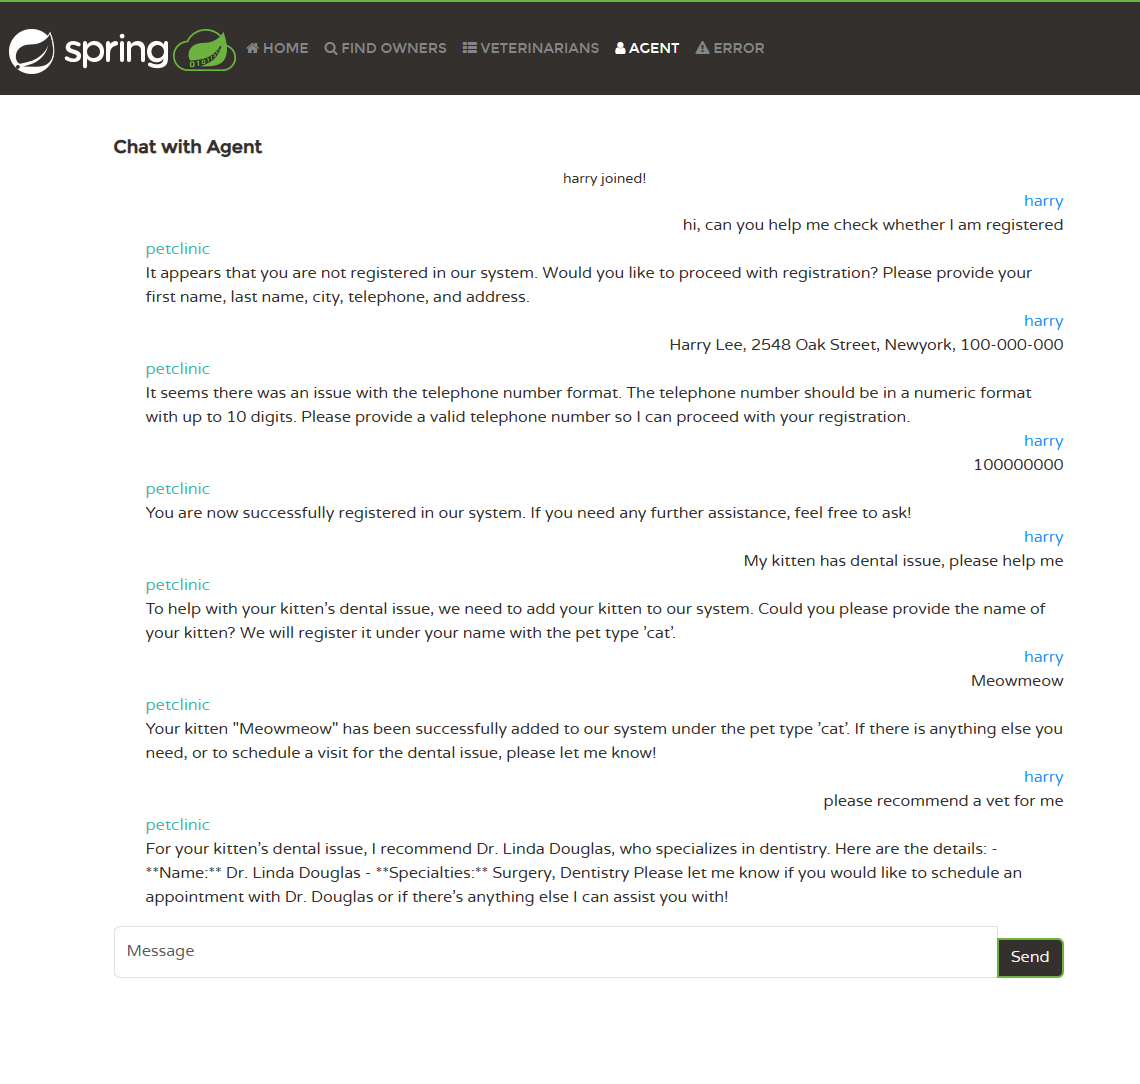 spring HOME FIND OWNERS VETERINARIANS AGENT ERROR
Chat with Agent
harry joined!
harry
hi, can you help me check whether I am registered
petclinic
It appears that you are not registered in our system. Would you like to proceed with registration? Please provide your
first name, last name, city, telephone, and address.
harry
Harry Lee, 2548 Oak Street, Newyork, 100-000-000
petclinic
It seems there was an issue with the telephone number format. The telephone number should be in a numeric format
with up to 10 digits. Please provide a valid telephone number so I can proceed with your registration.
harry
100000000
petclinic
You are now successfully registered in our system. If you need any further assistance, feel free to ask!
harry
My kitten has dental issue, please help me
petclinic
To help with your kitten's dental issue, we need to add your kitten to our system. Could you please provide the name of
your kitten? We will register it under your name with the pet type 'cat'.
harry
Meowmeow
petclinic
Your kitten "Meowmeow" has been successfully added to our system under the pet type 'cat'. If there is anything else you
need, or to schedule a visit for the dental issue, please let me know!
harry
please recommend a vet for me
petclinic
For your kitten's dental issue, I recommend Dr. Linda Douglas, who specializes in dentistry. Here are the details: -
**Name:** Dr. Linda Douglas - **Specialties:** Surgery, Dentistry Please let me know if you would like to schedule an
appointment with Dr. Douglas or if there's anything else I can assist you with!
Message
Send